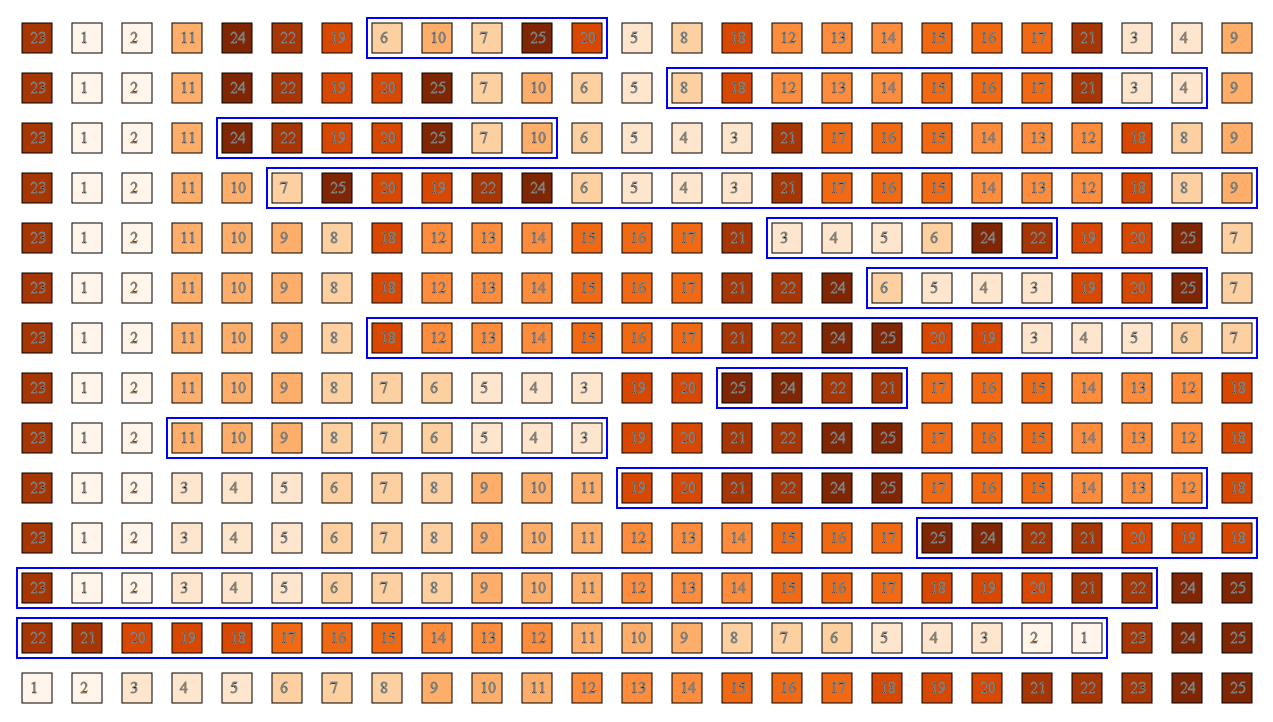 23 1 2 11 24 22 19 6 10 7 25 20 5 8 18 12 13 14 15 16 17 21 3 4 9
23 1 2 11 24 22 19 20 25 7 10 6 5 8 18 12 13 14 15 16 17 21 3 4 9
23 1 2 11 24 22 19 20 25 7 10 6 5 4 3 21 17 16 15 14 13 12 18 8 9
23 1 2 11 10 7 25 20 19 22 24 6 5 4 3 21 17 16 15 14 13 12 18 8 9
23 1 2 11 10 9 8 18 12 13 14 15 16 17 21 3 4 5 6 24 22 19 20 25 7
23 1 2 11 10 9 8 18 12 13 14 15 16 17 21 22 24 6 5 4 3 19 20 25 7
23 1 2 11 10 9 8 18 12 13 14 15 16 17 21 22 24 25 20 19 3 4 5 6 7
23 1 2 11 10 9 8 7 6 5 4 3 19 20 25 24 22 21 17 16 15 14 13 12 18
23 1 2 11 10 9 8 7 6 5 4 3 19 20 21 22 24 25 17 16 15 14 13 12 18
23 1 2 3 4 5 6 7 8 9 10 11 19 20 21 22 24 25 17 16 15 14 13 12 18
23 1 2 3 4 5 6 7 8 9 10 11 12 13 14 15 16 17 25 24 22 21 20 19 18
23 1 2 3 4 5 6 7 8 9 10 11 12 13 14 15 16 17 18 19 20 21 22 24 25
22 21 20 19 18 17 16 15 14 13 12 11 10 9 8 7 6 5 4 3 2 1 23 24 25
1 2 3 4 5 6 7 8 9 10 11 12 13 14 15 16 17 18 19 20 21 22 23 24 25